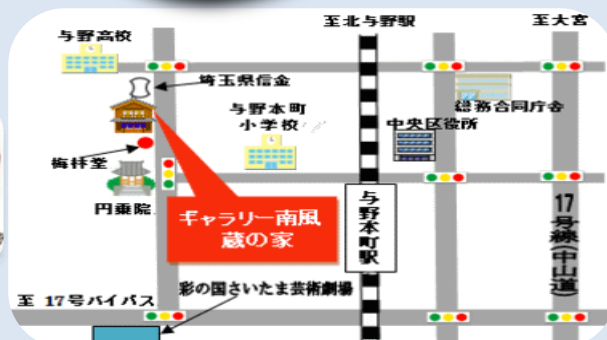 至北与野駅
至大宮
与野高校
埼玉県信金
総務合同庁舎
与野本町
小学校
中央区役所
梅林堂
円乗院
ギャラリー南風
蔵の家
与野本町駅
17号線(中山道)
彩の国さいたま芸術劇場
至 17号バイパス